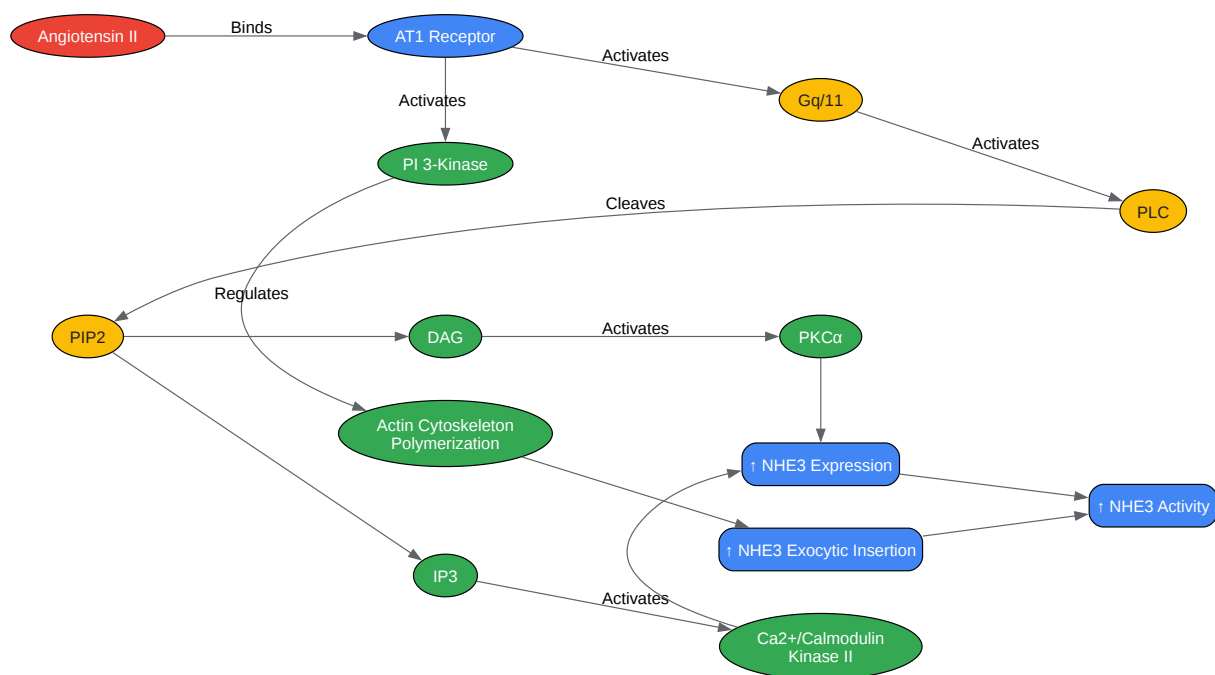 Angiotensin II
Binds
AT1 Receptor
Activates
Activates
Gq/11
Activates
PI 3-Kinase
Cleaves
PLC
Regulates
PIP2
DAG
Activates
PKCα
Actin Cytoskeleton
Polymerization
↑ NHE3 Expression
↑ NHE3 Activity
↑ NHE3 Exocytic Insertion
IP3
Activates
Ca2+/Calmodulin
Kinase II